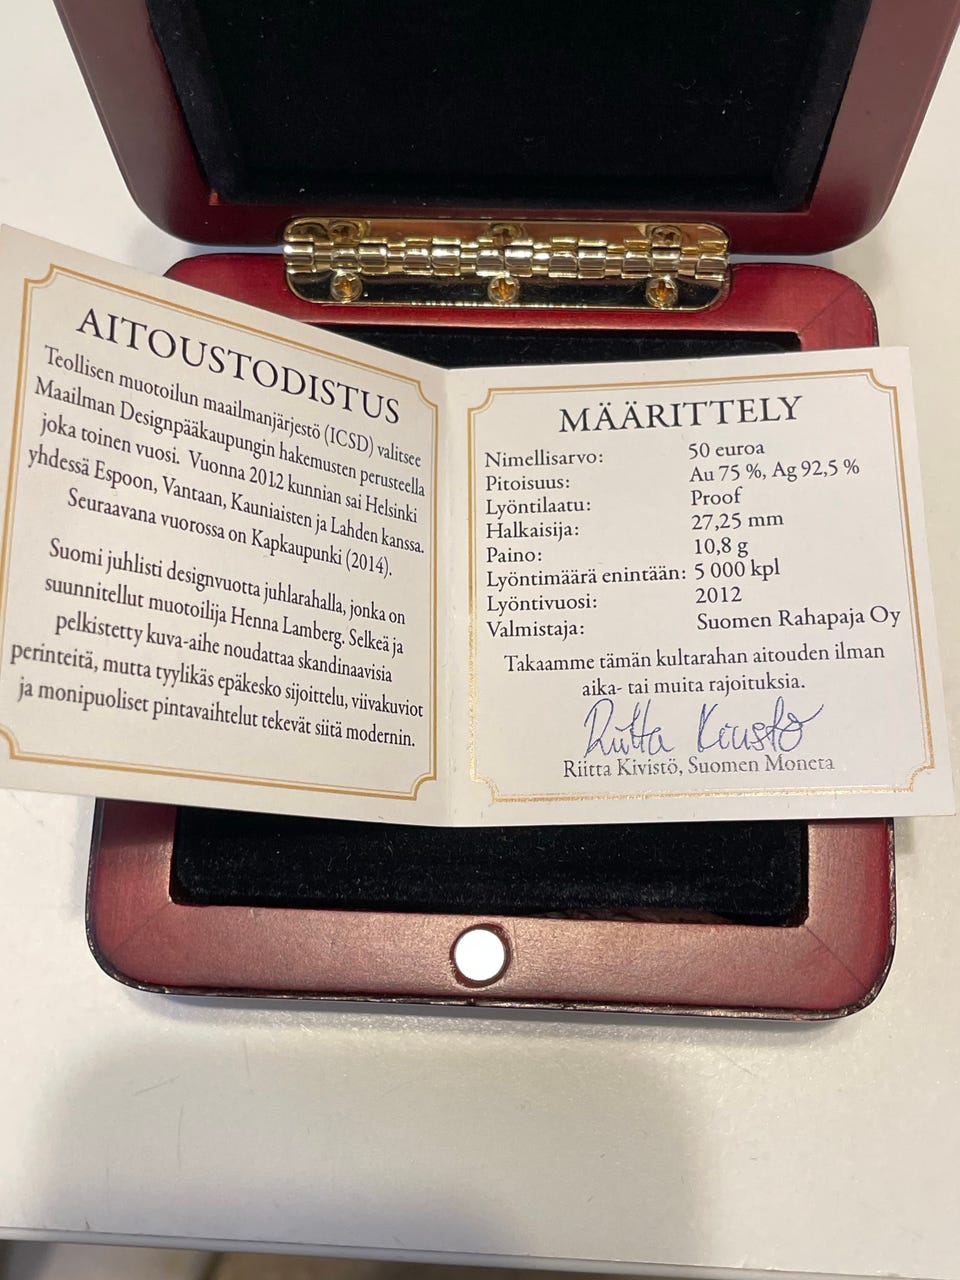 AITOUSTODISTUS
Teollisen muotoilun maailmanjärjestö (ICSD) valitsee
Maailman Designpääkaupungin hakemusten perusteella
joka toinen vuosi. Vuonna 2012 kunnian sai Helsinki
yhdessä Espoon, Vantaan, Kauniaisten ja Lahden kanssa.
Seuraavana vuorossa on Kapkaupunki (2014).
Suomi juhlisti designvuotta juhlarahalla, jonka on
suunnitellut muotoilija Henna Lamberg. Selkeä ja
pelkistetty kuva-aihe noudattaa skandinaavisia
perinteitä, mutta tyylikäs epäkesko sijoittelu, viivakuviot
ja monipuoliset pintavaihtelut tekevät siitä modernin.
MÄÄRITTELY
Nimellisarvo: 50 euroa
Pitoisuus: Au 75 %, Ag 92,5 %
Lyöntilaatu: Proof
Halkaisija: 27,25 mm
Paino: 10,8 g
Lyöntimäärä enintään: 5 000 kpl
Lyöntivuosi: 2012
Valmistaja: Suomen Rahapaja Oy
Takaamme tämän kultarahan aitouden ilman
aika- tai muita rajoituksia.
Riitta Kivistö
Riitta Kivistö, Suomen Moneta